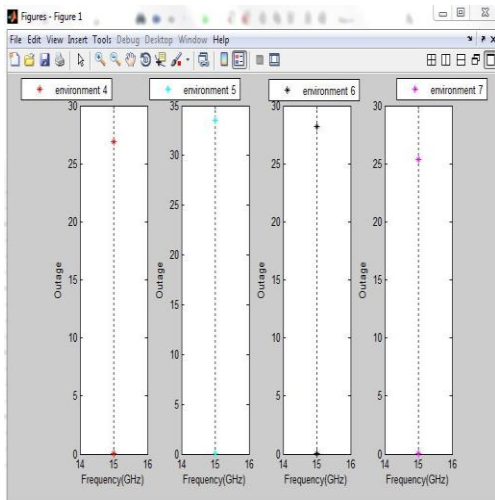 Figures - Figure 1
File Edit View Insert Tools Debug Desktop Window Help
environment 4
environment 5
environment 6
environment 7
30
25
20
15
10
5
0
Outage
14 15 16
Frequency(GHz)
35
30
25
20
15
10
5
0
Outage
14 15 16
Frequency(GHz)
30
25
20
15
10
5
0
Outage
14 15 16
Frequency(GHz)
30
25
20
15
10
5
0
Outage
14 15 16
Frequency(GHz)